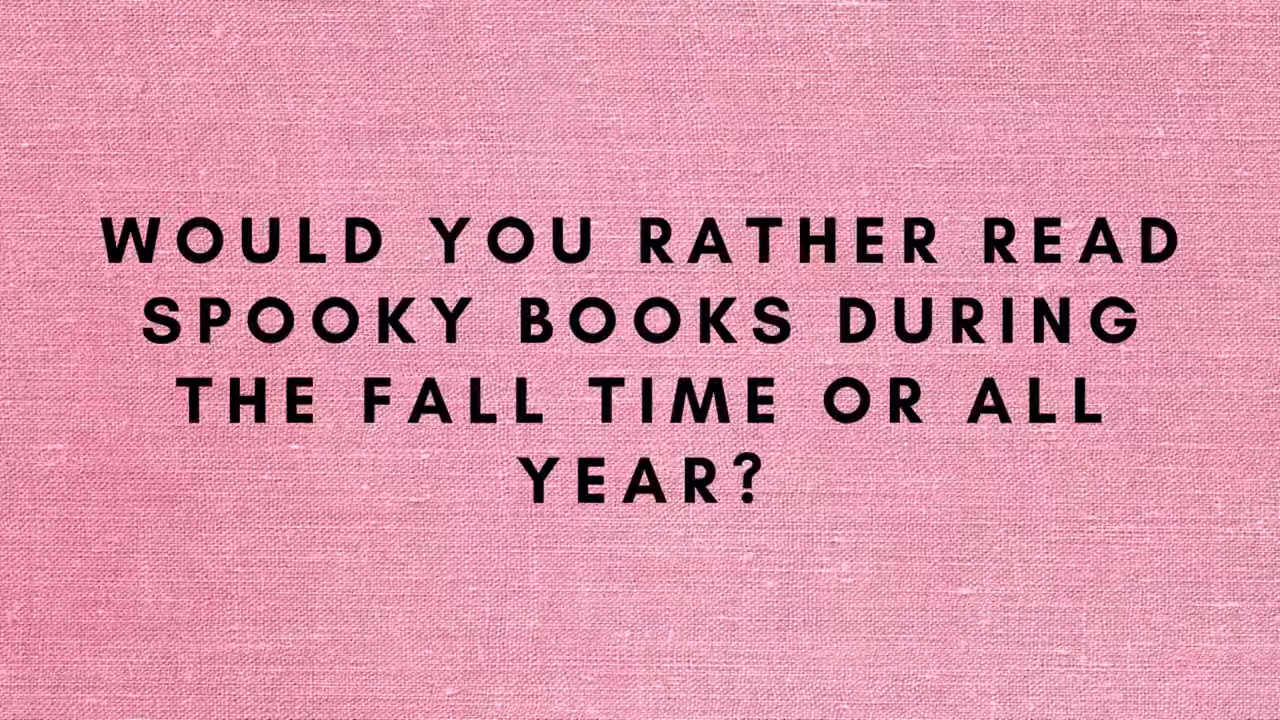 WOULD YOU RATHER READ
SPOOKY BOOKS DURING
THE FALL TIME OR ALL
YEAR?